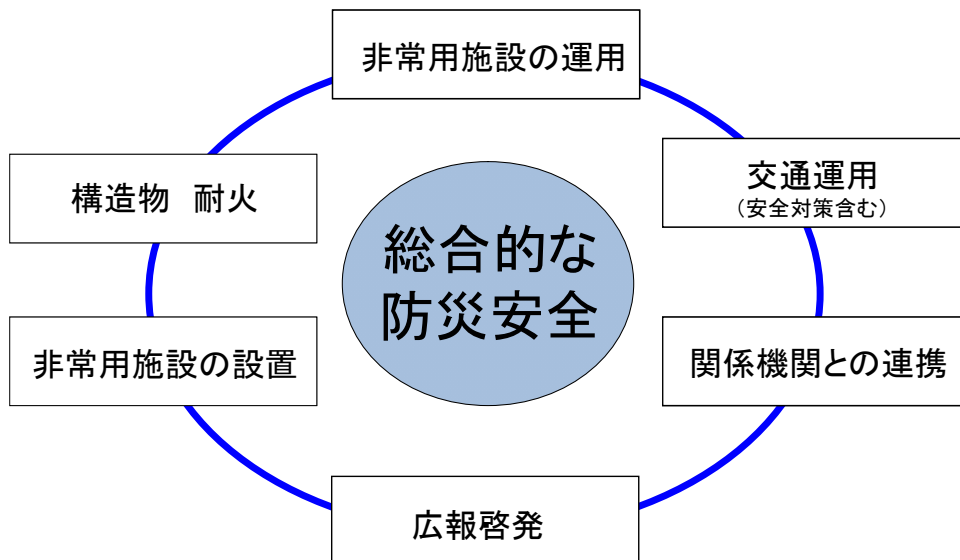 非常用施設の運用
構造物　耐火
交通運用
（安全対策含む）
総合的な
防災安全
非常用施設の設置
関係機関との連携
広報啓発